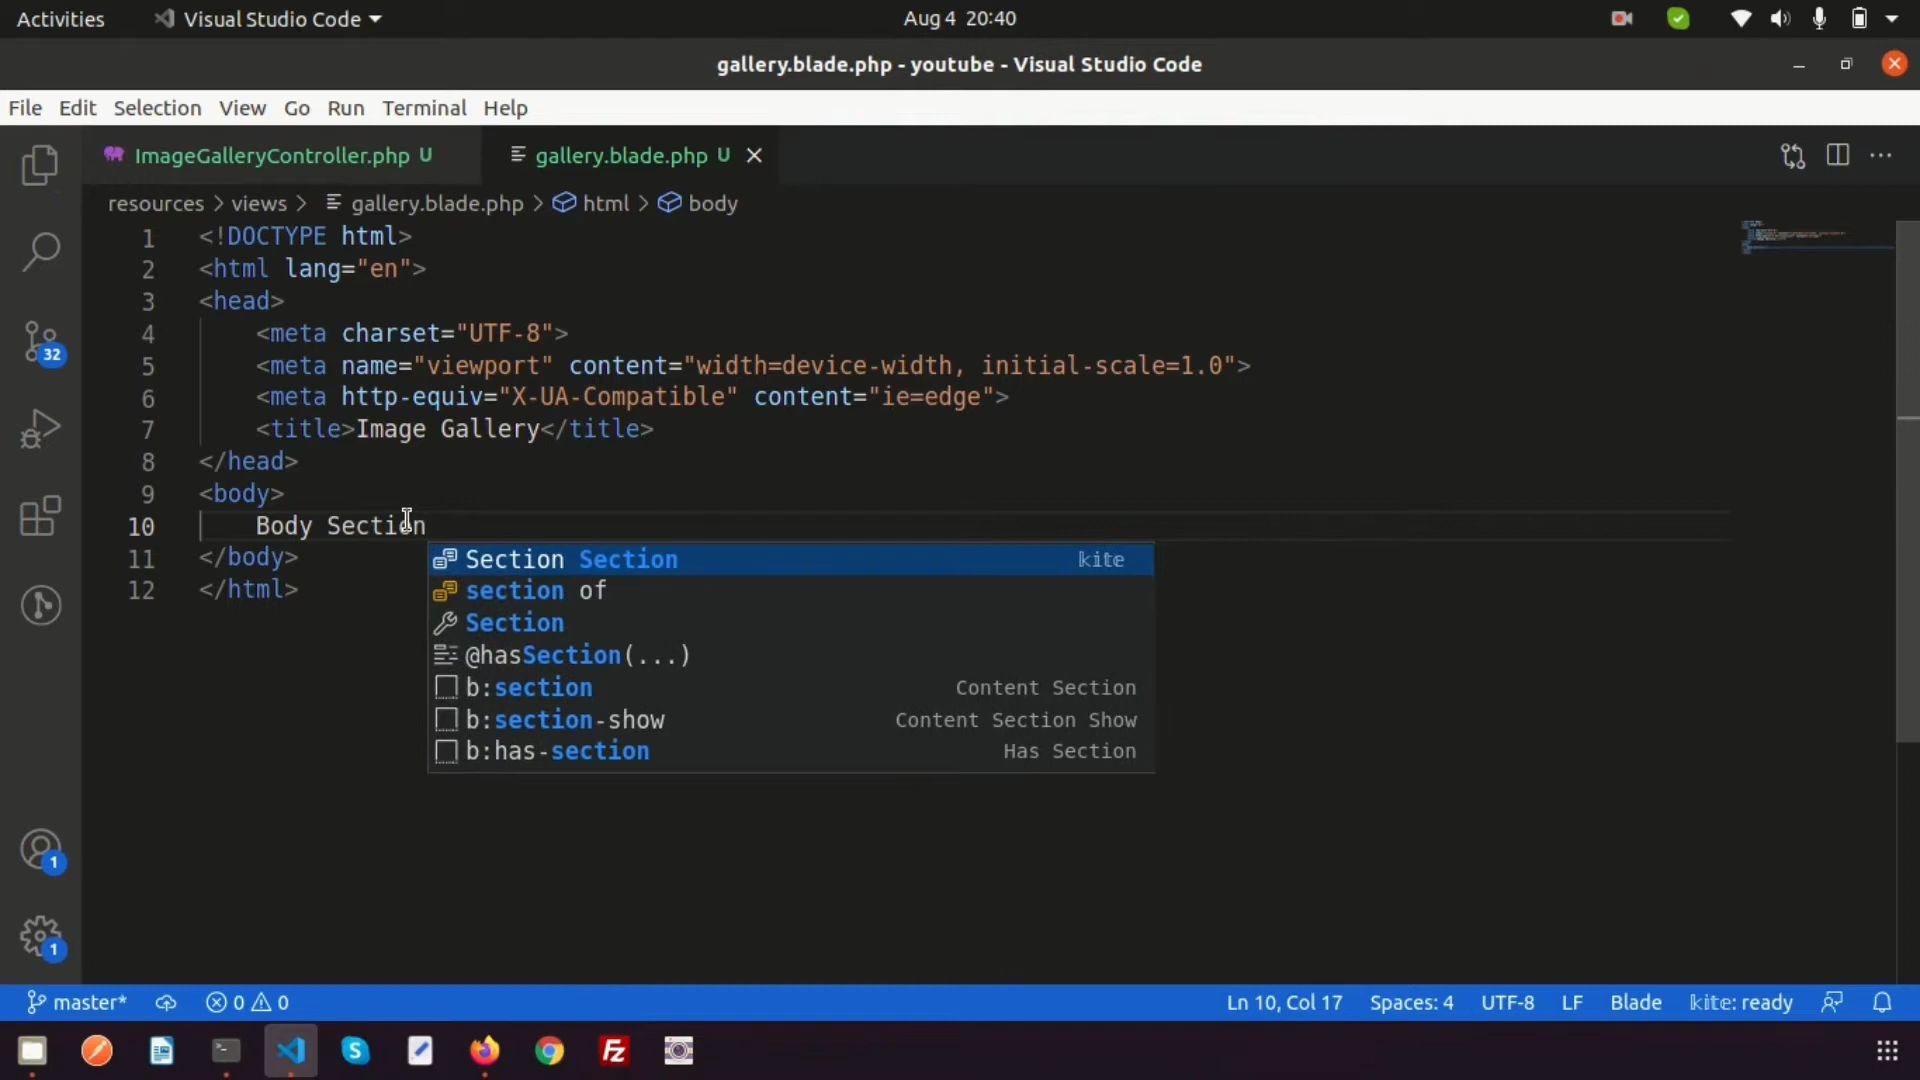 Activities Visual Studio Code Aug 4 20:40
gallery.blade.php - youtube - Visual Studio Code
File Edit Selection View Go Run Terminal Help
ImageGalleryController.php U gallery.blade.php U
resources > views > gallery.blade.php > html > body
1 <!DOCTYPE html>
2 <html lang="en">
3 <head>
4 <meta charset="UTF-8">
5 <meta name="viewport" content="width=device-width, initial-scale=1.0">
6 <meta http-equiv="X-UA-Compatible" content="ie=edge">
7 <title>Image Gallery</title>
8 </head>
9 <body>
10 Body Section
11 </body>
12 </html>
Section Section kite
section of
Section
@hasSection(...)
b:section Content Section
b:section-show Content Section Show
b:has-section Has Section
32
1
1
master* 0 0 Ln 10, Col 17 Spaces: 4 UTF-8 LF Blade kite: ready